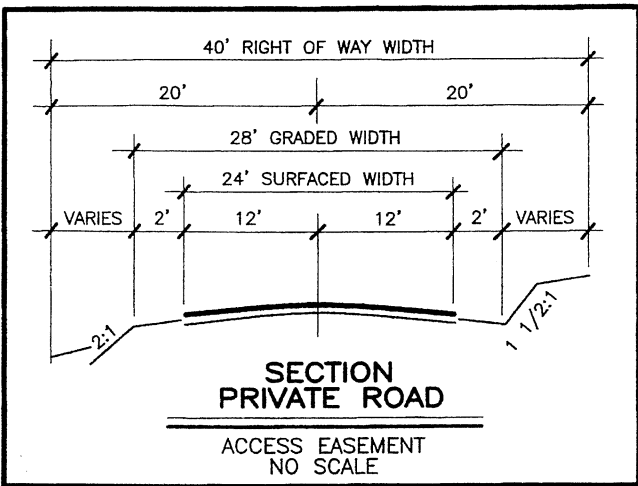 40' RIGHT OF WAY WIDTH
20' 20'
28' GRADED WIDTH
24' SURFACED WIDTH
VARIES 2' 12' 12' 2' VARIES
2:1
1 1/2:1
SECTION
PRIVATE ROAD
ACCESS EASEMENT
NO SCALE